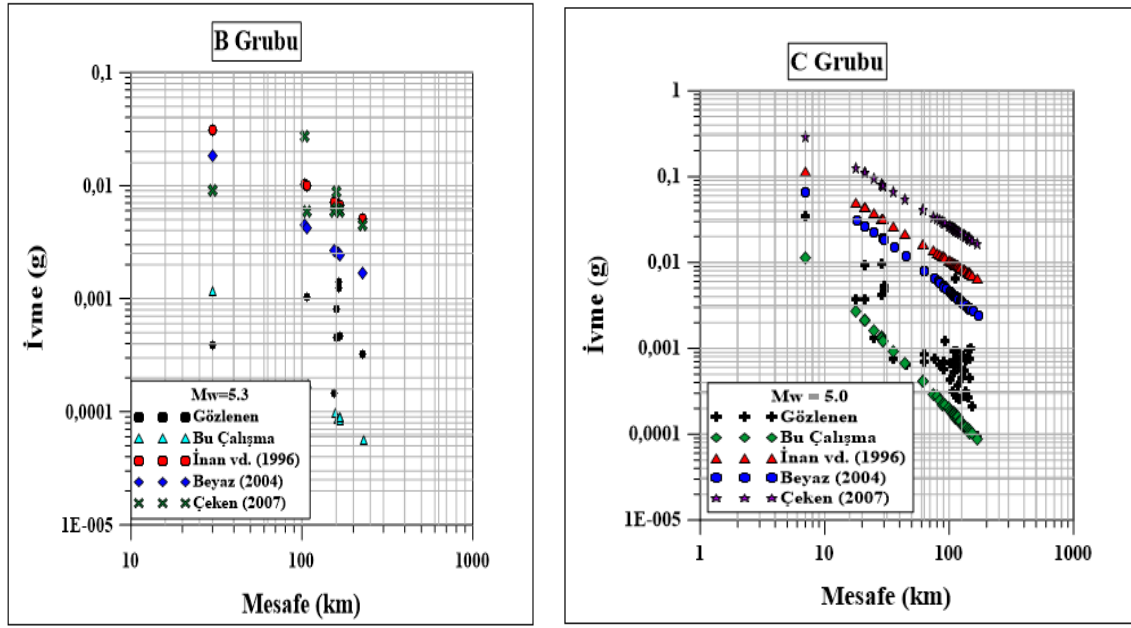 B Grubu
0,1
0,01
0,001
0,0001
1E-005
İvme (g)
Mw=5.3
Gözlenen
Bu Çalışma
İnan vd. (1996)
Beyaz (2004)
Çeken (2007)
10
100
1000
Mesafe (km)
C Grubu
1
0,1
0,01
0,001
0,0001
1E-005
İvme (g)
Mw = 5.0
Gözlenen
Bu Çalışma
İnan vd. (1996)
Beyaz (2004)
Çeken (2007)
1
10
100
1000
Mesafe (km)